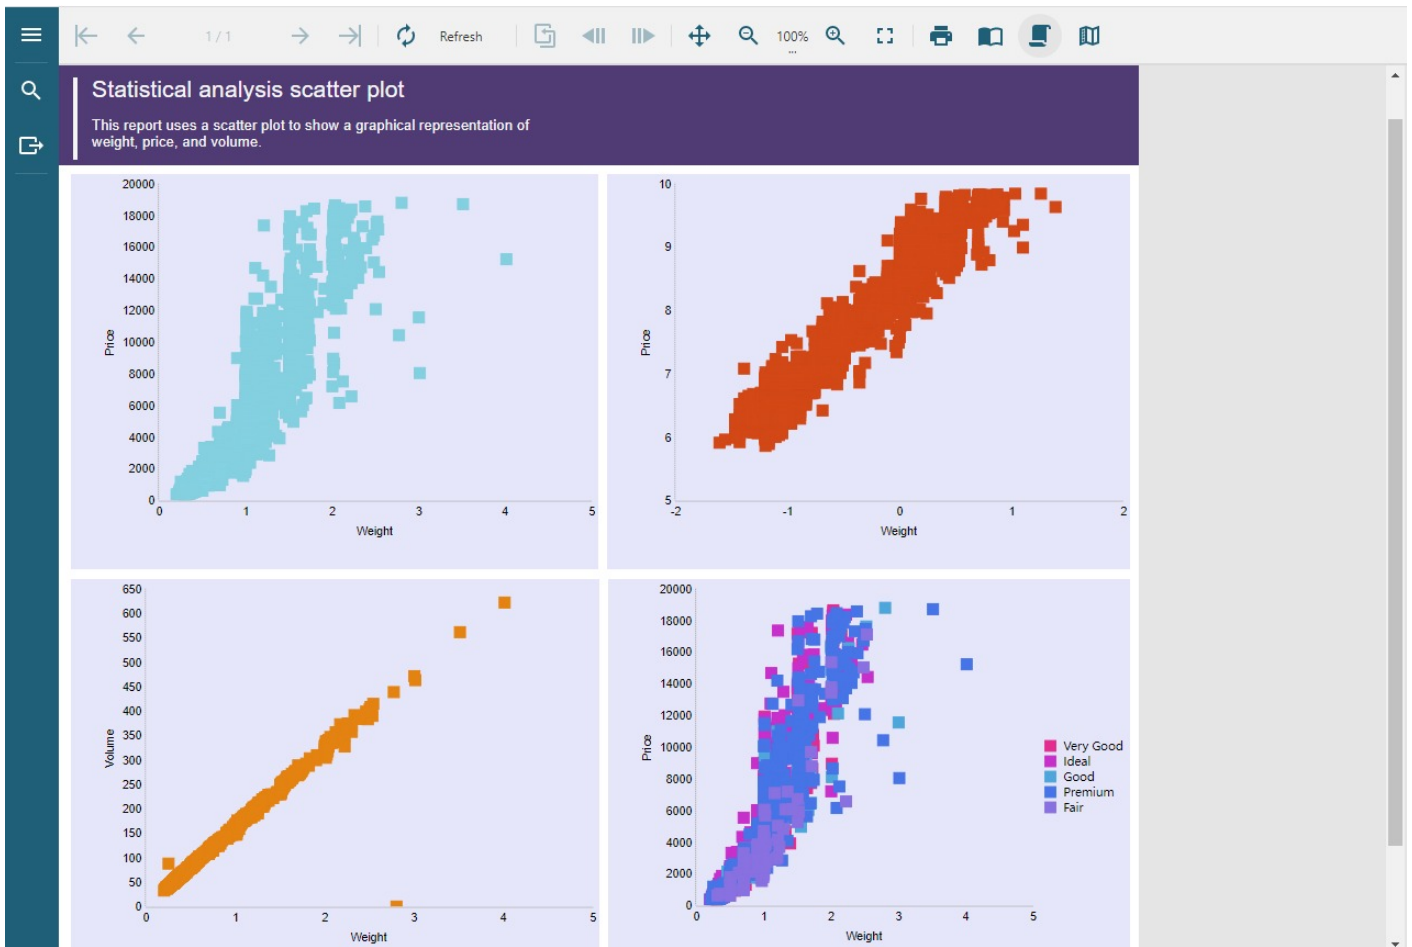 1 / 1
Refresh
100%
...
Statistical analysis scatter plot
This report uses a scatter plot to show a graphical representation of
weight, price, and volume.
20000
18000
16000
14000
12000
10000
8000
6000
4000
2000
0
Price
0 1 2 3 4 5
Weight
10
9
8
7
6
5
Price
-2 -1 0 1 2
Weight
650
600
550
500
450
400
350
300
250
200
150
100
50
0
Volume
0 1 2 3 4 5
Weight
20000
18000
16000
14000
12000
10000
8000
6000
4000
2000
0
Price
0 1 2 3 4 5
Weight
Very Good
Ideal
Good
Premium
Fair